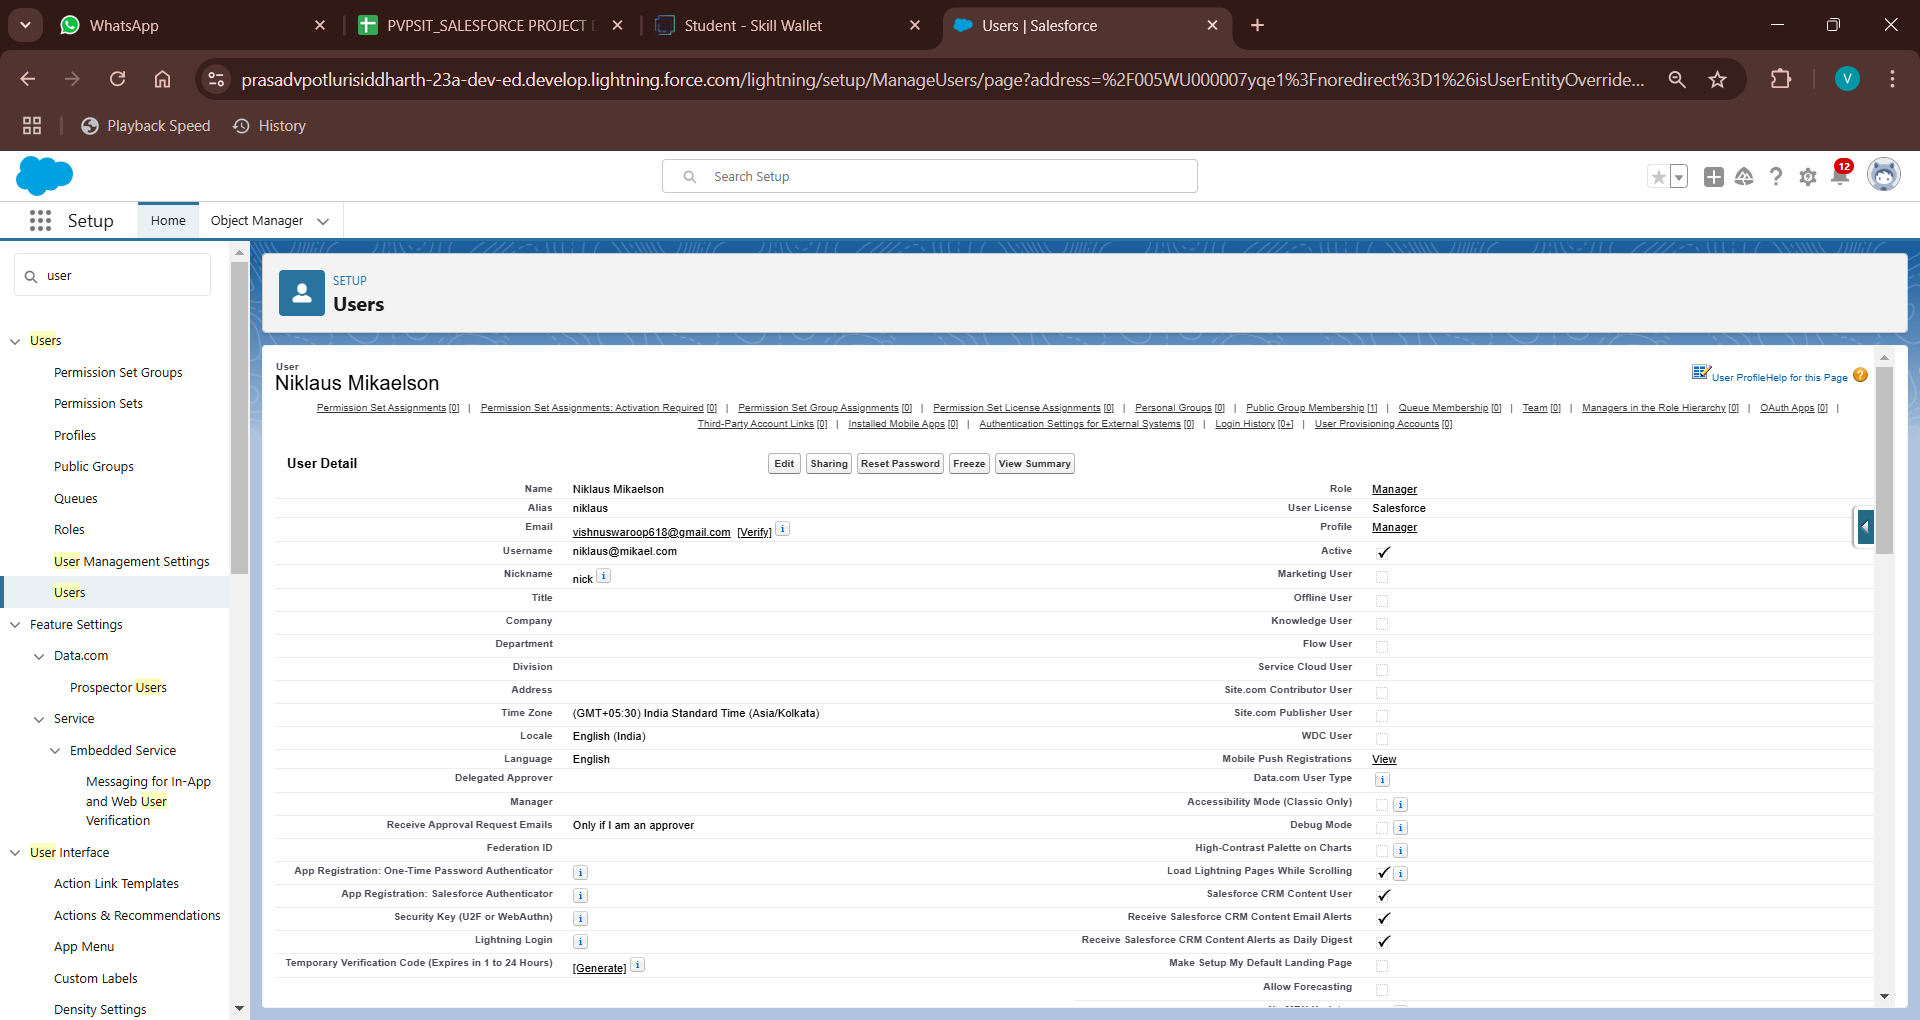 WhatsApp
PVPSIT_SALESFORCE PROJECT
Student - Skill Wallet
Users | Salesforce
prasadvpotlurisiddharth-23a-dev-ed.develop.lightning.force.com/lightning/setup/ManageUsers/page?address=%2F005WU000007yqe1%3Fnoredirect%3D1%26isUserEntityOverride...
V
Playback Speed
History
Search Setup
12
Setup
Home
Object Manager
user
Users
Permission Set Groups
Permission Sets
Profiles
Public Groups
Queues
Roles
User Management Settings
Users
Feature Settings
Data.com
Prospector Users
Service
Embedded Service
Messaging for In-App
and Web User
Verification
User Interface
Action Link Templates
Actions & Recommendations
App Menu
Custom Labels
Density Settings
SETUP
Users
User
Niklaus Mikaelson
User Profile Help for this Page
Permission Set Assignments [0] | Permission Set Assignments: Activation Required [0] | Permission Set Group Assignments [0] | Permission Set License Assignments [0] | Personal Groups [0] | Public Group Membership [1] | Queue Membership [0] | Team [0] | Managers in the Role Hierarchy [0] | OAuth Apps [0] |
Third-Party Account Links [0] | Installed Mobile Apps [0] | Authentication Settings for External Systems [0] | Login History [0+] | User Provisioning Accounts [0]
User Detail
Edit Sharing Reset Password Freeze View Summary
Name Niklaus Mikaelson
Alias niklaus
Email vishnuswaroop618@gmail.com [Verify] i
Username niklaus@mikael.com
Nickname nick i
Title
Company
Department
Division
Address
Time Zone (GMT+05:30) India Standard Time (Asia/Kolkata)
Locale English (India)
Language English
Delegated Approver
Manager
Receive Approval Request Emails Only if I am an approver
Federation ID
App Registration: One-Time Password Authenticator i
App Registration: Salesforce Authenticator i
Security Key (U2F or WebAuthn) i
Lightning Login i
Temporary Verification Code (Expires in 1 to 24 Hours) [Generate] i
Role Manager
User License Salesforce
Profile Manager
Active ✓
Marketing User
Offline User
Knowledge User
Flow User
Service Cloud User
Site.com Contributor User
Site.com Publisher User
WDC User
Mobile Push Registrations View
Data.com User Type i
Accessibility Mode (Classic Only) i
Debug Mode i
High-Contrast Palette on Charts i
Load Lightning Pages While Scrolling ✓ i
Salesforce CRM Content User ✓
Receive Salesforce CRM Content Email Alerts ✓
Receive Salesforce CRM Content Alerts as Daily Digest ✓
Make Setup My Default Landing Page
Allow Forecasting